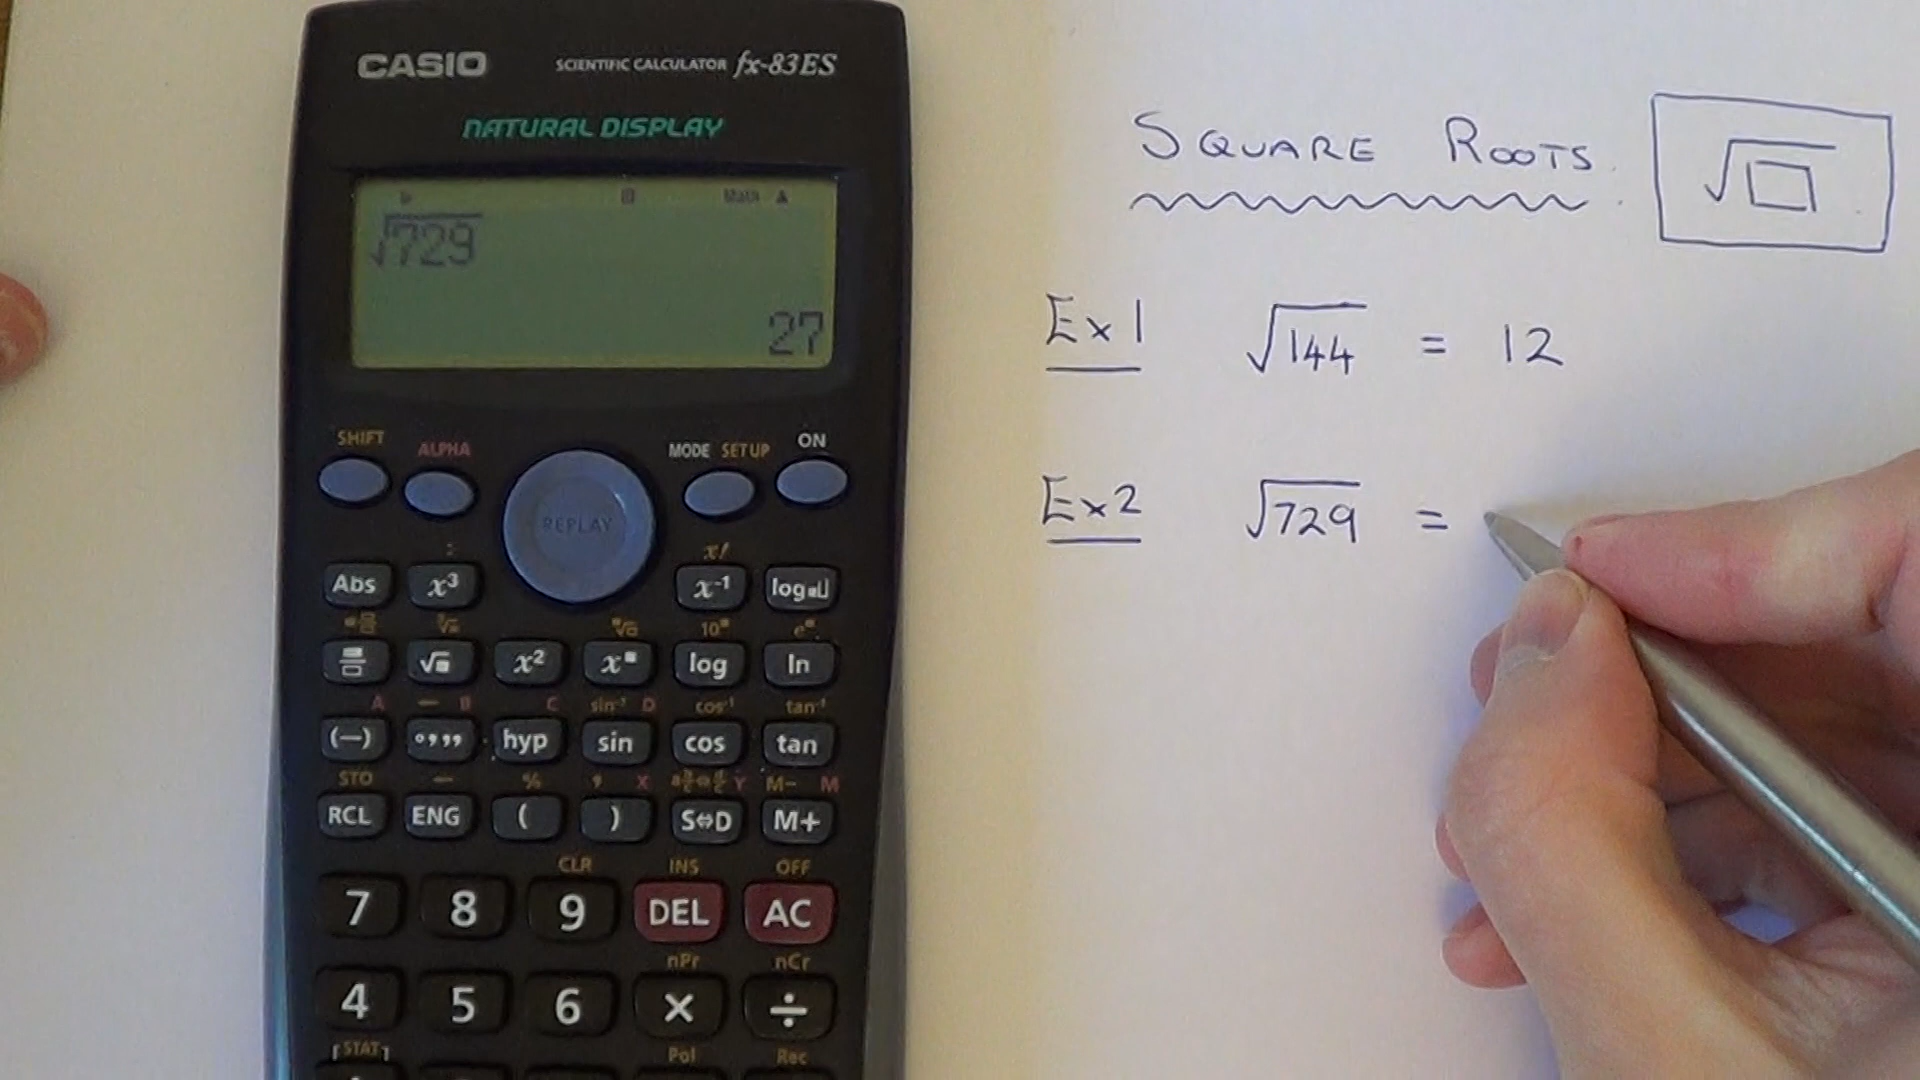 CASIO SCIENTIFIC CALCULATOR fx-83ES
NATURAL DISPLAY
D Math ▲
√729
27
SHIFT ALPHA MODE SETUP ON
REPLAY
: x!
Abs x³ x⁻¹ log▪□
³√□ ▪√□ 10▪ e▪
√▪ x² x▪ log ln
A ← B C sin⁻¹ D cos⁻¹ tan⁻¹
(−) °,,, hyp sin cos tan
STO ← % , X Y M− M
RCL ENG ( ) S⇔D M+
CLR INS OFF
7 8 9 DEL AC
nPr nCr
4 5 6 × ÷
[STAT] Pol Rec
SQUARE ROOTS √□
Ex 1 √144 = 12
Ex 2 √729 =